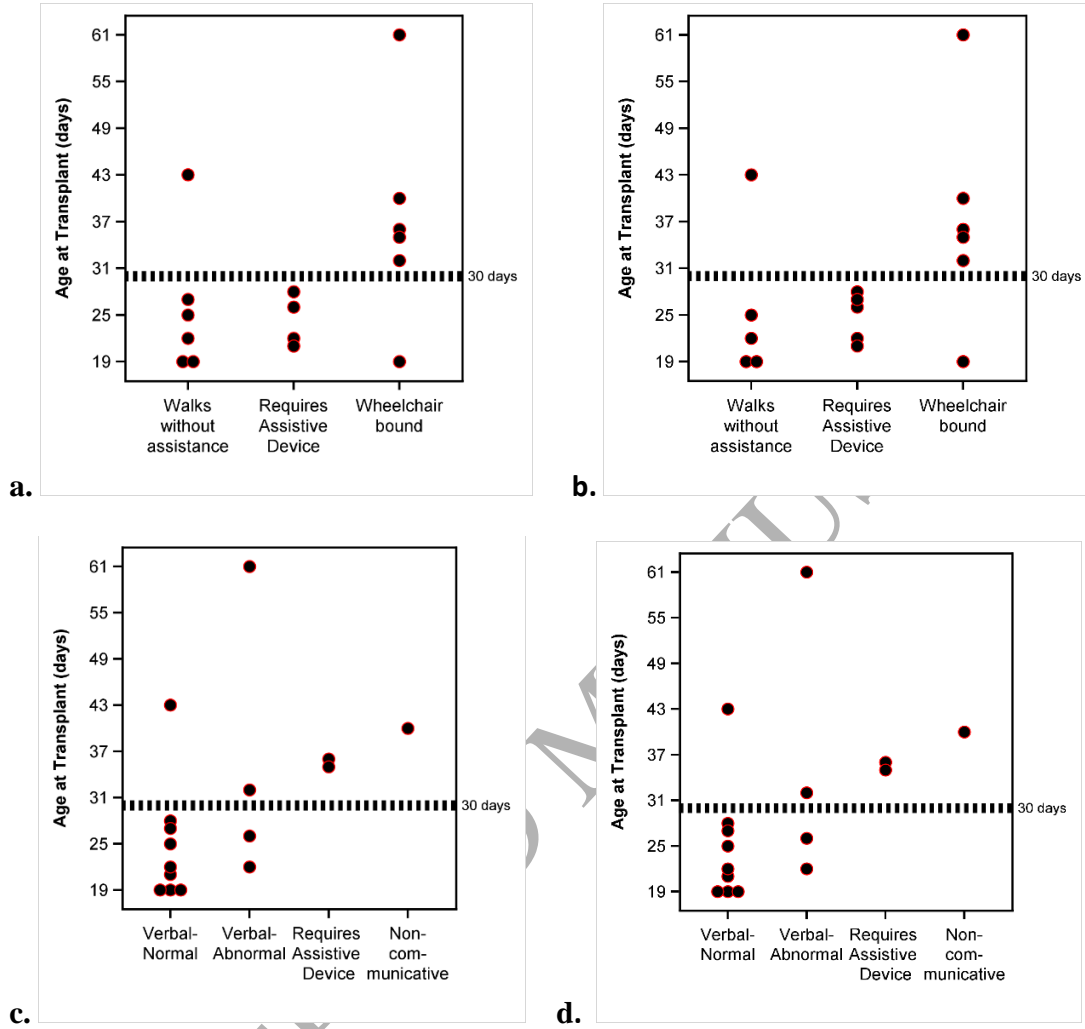 61
55
49
43
37
31
25
19
Age at Transplant (days)
30 days
Walks
without
assistance
Requires
Assistive
Device
Wheelchair
bound
a.
61
55
49
43
37
31
25
19
Age at Transplant (days)
30 days
Walks
without
assistance
Requires
Assistive
Device
Wheelchair
bound
b.
61
55
49
43
37
31
25
19
Age at Transplant (days)
30 days
Verbal-
Normal
Verbal-
Abnormal
Requires
Assistive
Device
Non-
com-
municative
c.
61
55
49
43
37
31
25
19
Age at Transplant (days)
30 days
Verbal-
Normal
Verbal-
Abnormal
Requires
Assistive
Device
Non-
com-
municative
d.